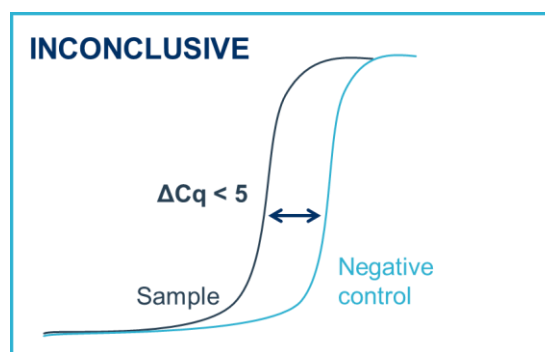 INCONCLUSIVE
ΔCq < 5
Sample
Negative
control